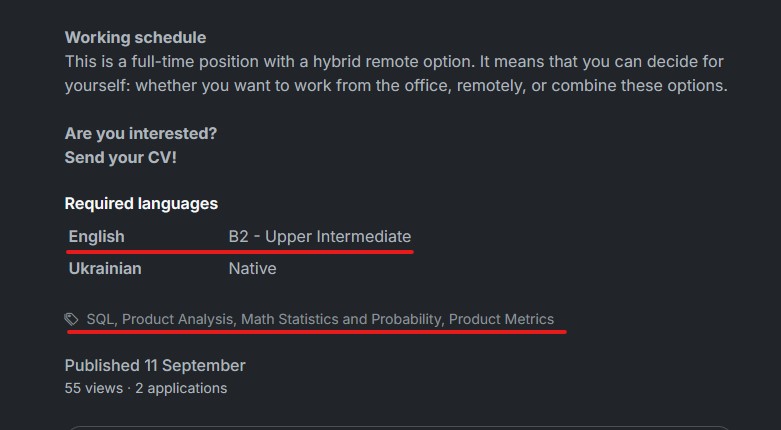 Working schedule
This is a full-time position with a hybrid remote option. It means that you can decide for
yourself: whether you want to work from the office, remotely, or combine these options.
Are you interested?
Send your CV!
Required languages
English B2 - Upper Intermediate
Ukrainian Native
SQL, Product Analysis, Math Statistics and Probability, Product Metrics
Published 11 September
55 views · 2 applications